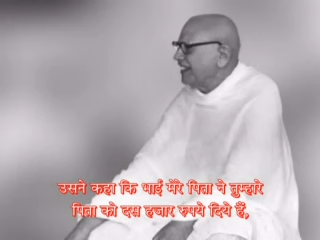 उसने कहा कि भाई मेरे पिता ने तुम्हारे
पिता को दस हजार रुपये दिये हैं,